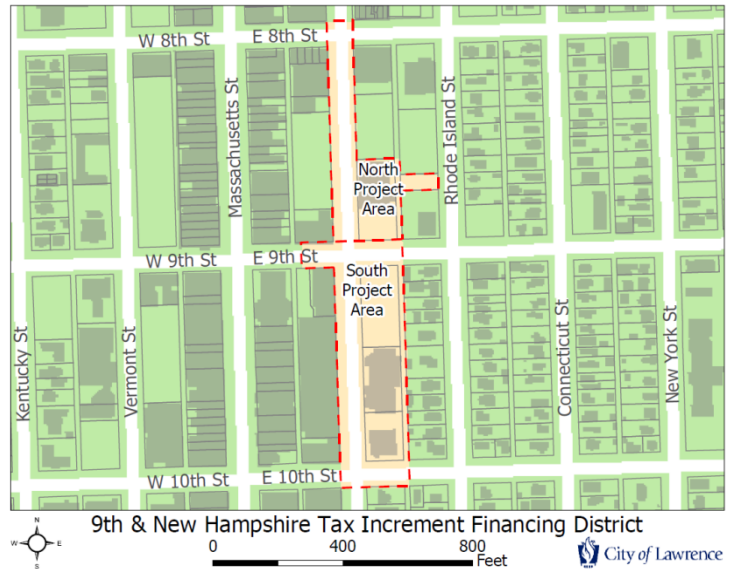 W 8th St
E 8th St
Massachusetts St
Rhode Island St
North
Project
Area
W 9th St
E 9th St
South
Project
Area
Kentucky St
Vermont St
Connecticut St
New York St
W 10th St
E 10th St
N
W E
S
9th & New Hampshire Tax Increment Financing District
0 400 800
Feet
City of Lawrence